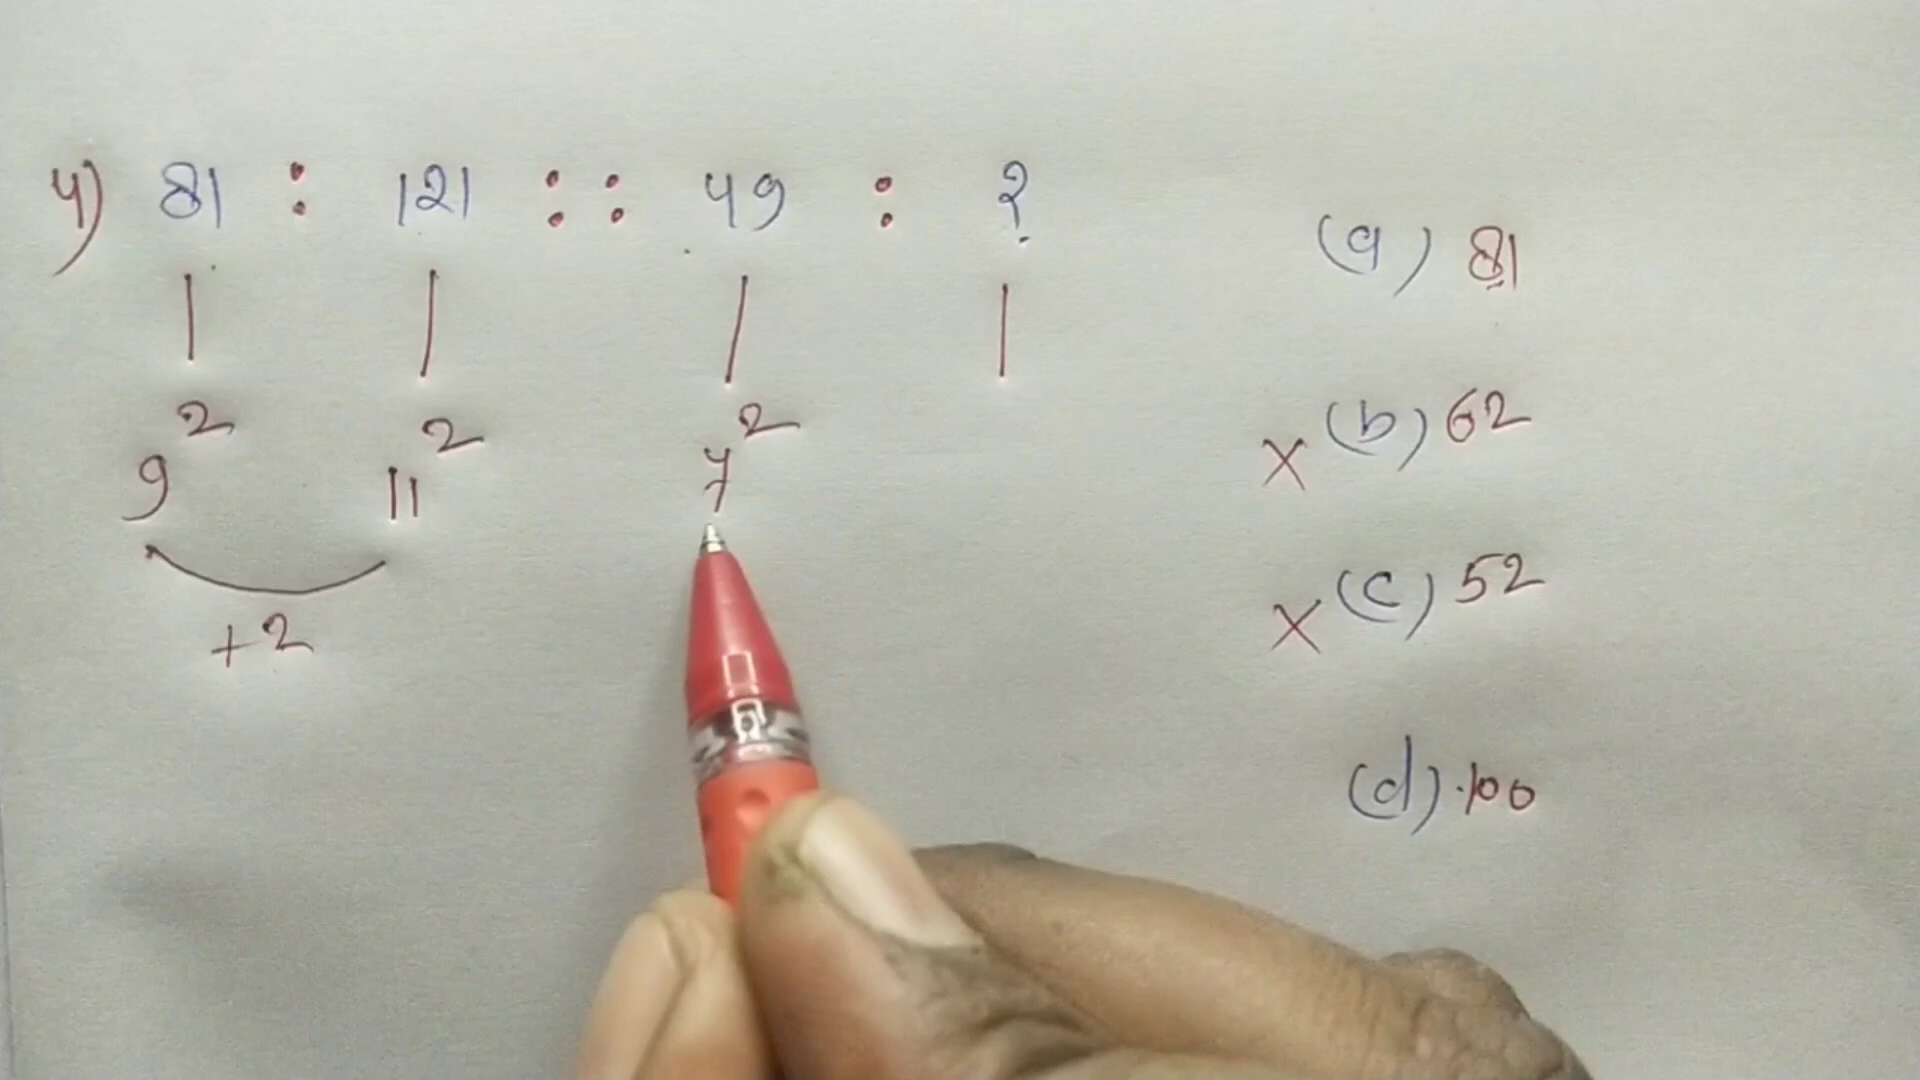 4) 81 : 121 :: 49 : ?
9² 11² 7²
+2
(a) 81
× (b) 62
× (c) 52
(d) 100